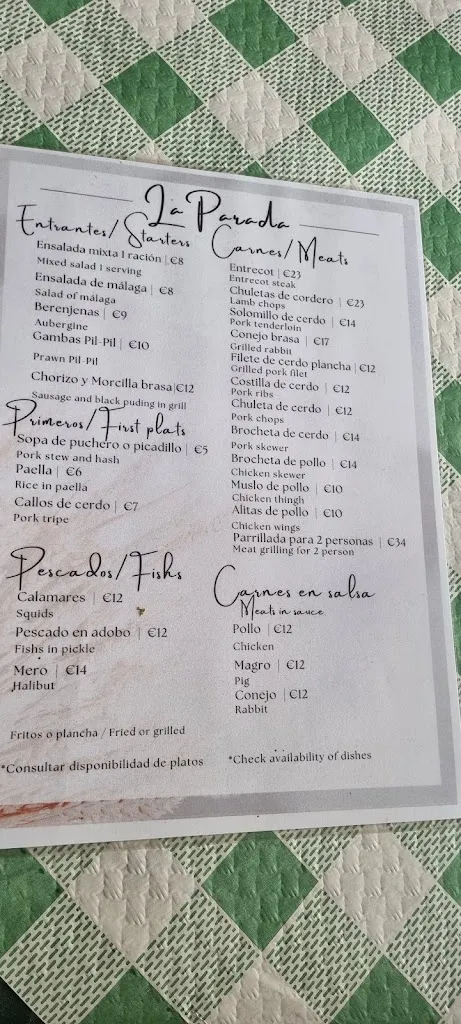 La Parada
Entrantes/Starters
Ensalada mixta 1 ración | €8
Mixed salad 1 serving
Ensalada de málaga | €8
Salad of málaga
Berenjenas | €9
Aubergine
Gambas Pil-Pil | €10
Prawn Pil-Pil
Chorizo y Morcilla brasa|€12
Sausage and black puding in grill
Primeros/First plats
Sopa de puchero o picadillo | €5
Pork stew and hash
Paella | €6
Rice in paella
Callos de cerdo | €7
Pork tripe
Pescados/Fishs
Calamares | €12
Squids
Pescado en adobo | €12
Fishs in pickle
Mero | €14
Halibut
Fritos o plancha / Fried or grilled
*Consultar disponibilidad de platos
Carnes/Meats
Entrecot | €23
Entrecot steak
Chuletas de cordero | €23
Lamb chops
Solomillo de cerdo | €14
Pork tenderloin
Conejo brasa | €17
Grilled rabbit
Filete de cerdo plancha | €12
Grilled pork filet
Costilla de cerdo | €12
Pork ribs
Chuleta de cerdo | €12
Pork chops
Brocheta de cerdo | €14
Pork skewer
Brocheta de pollo | €14
Chicken skewer
Muslo de pollo | €10
Chicken thingh
Alitas de pollo | €10
Chicken wings
Parrillada para 2 personas | €34
Meat grilling for 2 person
Carnes en salsa
Meats in sauce
Pollo | €12
Chicken
Magro | €12
Pig
Conejo | €12
Rabbit
*Check availability of dishes